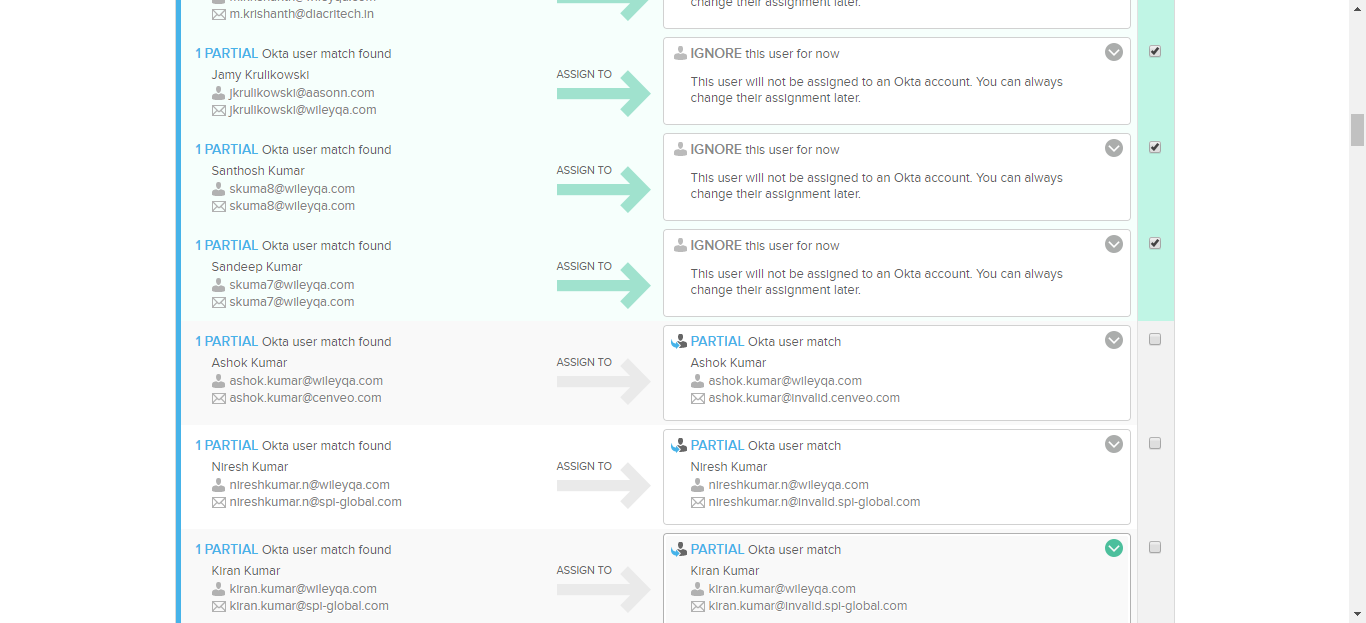 m.krishanth@diacritech.in
change their assignment later.
1 PARTIAL Okta user match found
Jamy Krulikowski
jkrulikowski@aasonn.com
jkrulikowski@wileyqa.com
ASSIGN TO
IGNORE this user for now
This user will not be assigned to an Okta account. You can always
change their assignment later.
1 PARTIAL Okta user match found
Santhosh Kumar
skuma8@wileyqa.com
skuma8@wileyqa.com
ASSIGN TO
IGNORE this user for now
This user will not be assigned to an Okta account. You can always
change their assignment later.
1 PARTIAL Okta user match found
Sandeep Kumar
skuma7@wileyqa.com
skuma7@wileyqa.com
ASSIGN TO
IGNORE this user for now
This user will not be assigned to an Okta account. You can always
change their assignment later.
1 PARTIAL Okta user match found
Ashok Kumar
ashok.kumar@wileyqa.com
ashok.kumar@cenveo.com
ASSIGN TO
PARTIAL Okta user match
Ashok Kumar
ashok.kumar@wileyqa.com
ashok.kumar@invalid.cenveo.com
1 PARTIAL Okta user match found
Niresh Kumar
nireshkumar.n@wileyqa.com
nireshkumar.n@spi-global.com
ASSIGN TO
PARTIAL Okta user match
Niresh Kumar
nireshkumar.n@wileyqa.com
nireshkumar.n@invalid.spi-global.com
1 PARTIAL Okta user match found
Kiran Kumar
kiran.kumar@wileyqa.com
kiran.kumar@spi-global.com
ASSIGN TO
PARTIAL Okta user match
Kiran Kumar
kiran.kumar@wileyqa.com
kiran.kumar@invalid.spi-global.com